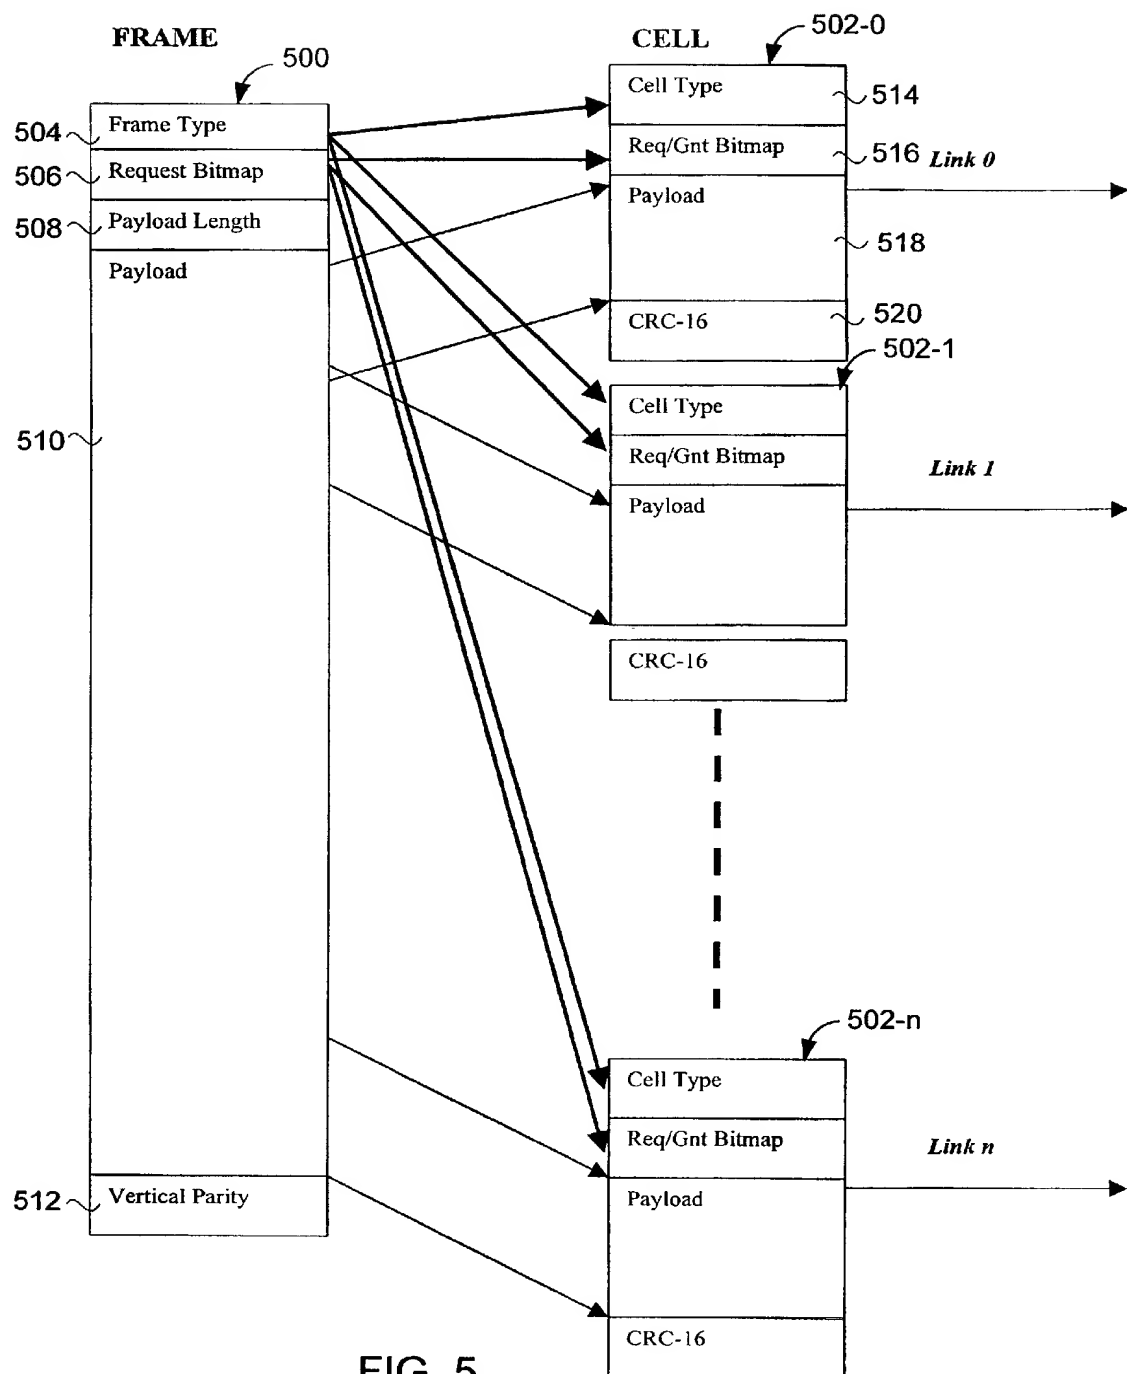 FRAME
500
504
Frame Type
506
Request Bitmap
508
Payload Length
Payload
510
512
Vertical Parity
CELL
502-0
Cell Type
514
Req/Gnt Bitmap
516
Link 0
Payload
518
CRC-16
520
502-1
Cell Type
Req/Gnt Bitmap
Link 1
Payload
CRC-16
502-n
Cell Type
Req/Gnt Bitmap
Link n
Payload
CRC-16
FIG. 5